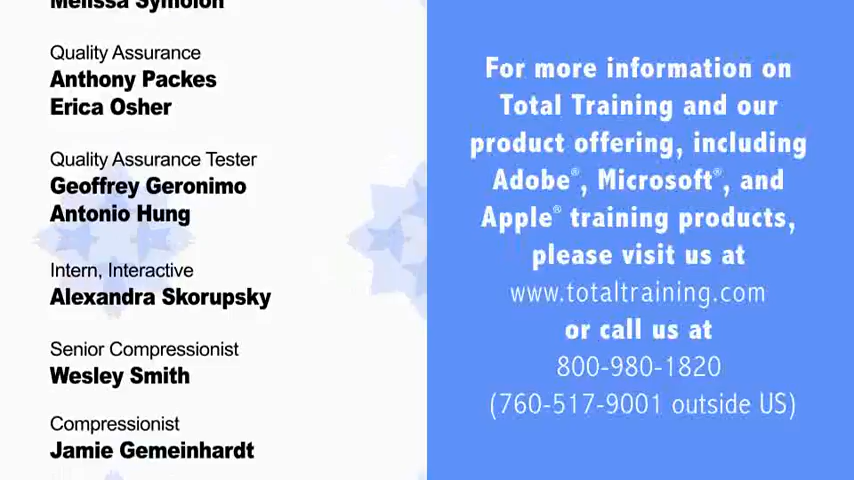 Melissa Symolon
Quality Assurance
Anthony Packes
Erica Osher
Quality Assurance Tester
Geoffrey Geronimo
Antonio Hung
Intern, Interactive
Alexandra Skorupsky
Senior Compressionist
Wesley Smith
Compressionist
Jamie Gemeinhardt
For more information on
Total Training and our
product offering, including
Adobe®, Microsoft®, and
Apple® training products,
please visit us at
www.totaltraining.com
or call us at
800-980-1820
(760-517-9001 outside US)